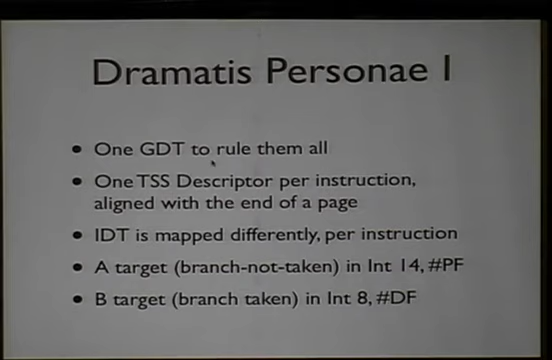 Dramatis Personae I
• One GDT to rule them all
• One TSS Descriptor per instruction,
aligned with the end of a page
• IDT is mapped differently, per instruction
• A target (branch-not-taken) in Int 14, #PF
• B target (branch taken) in Int 8, #DF